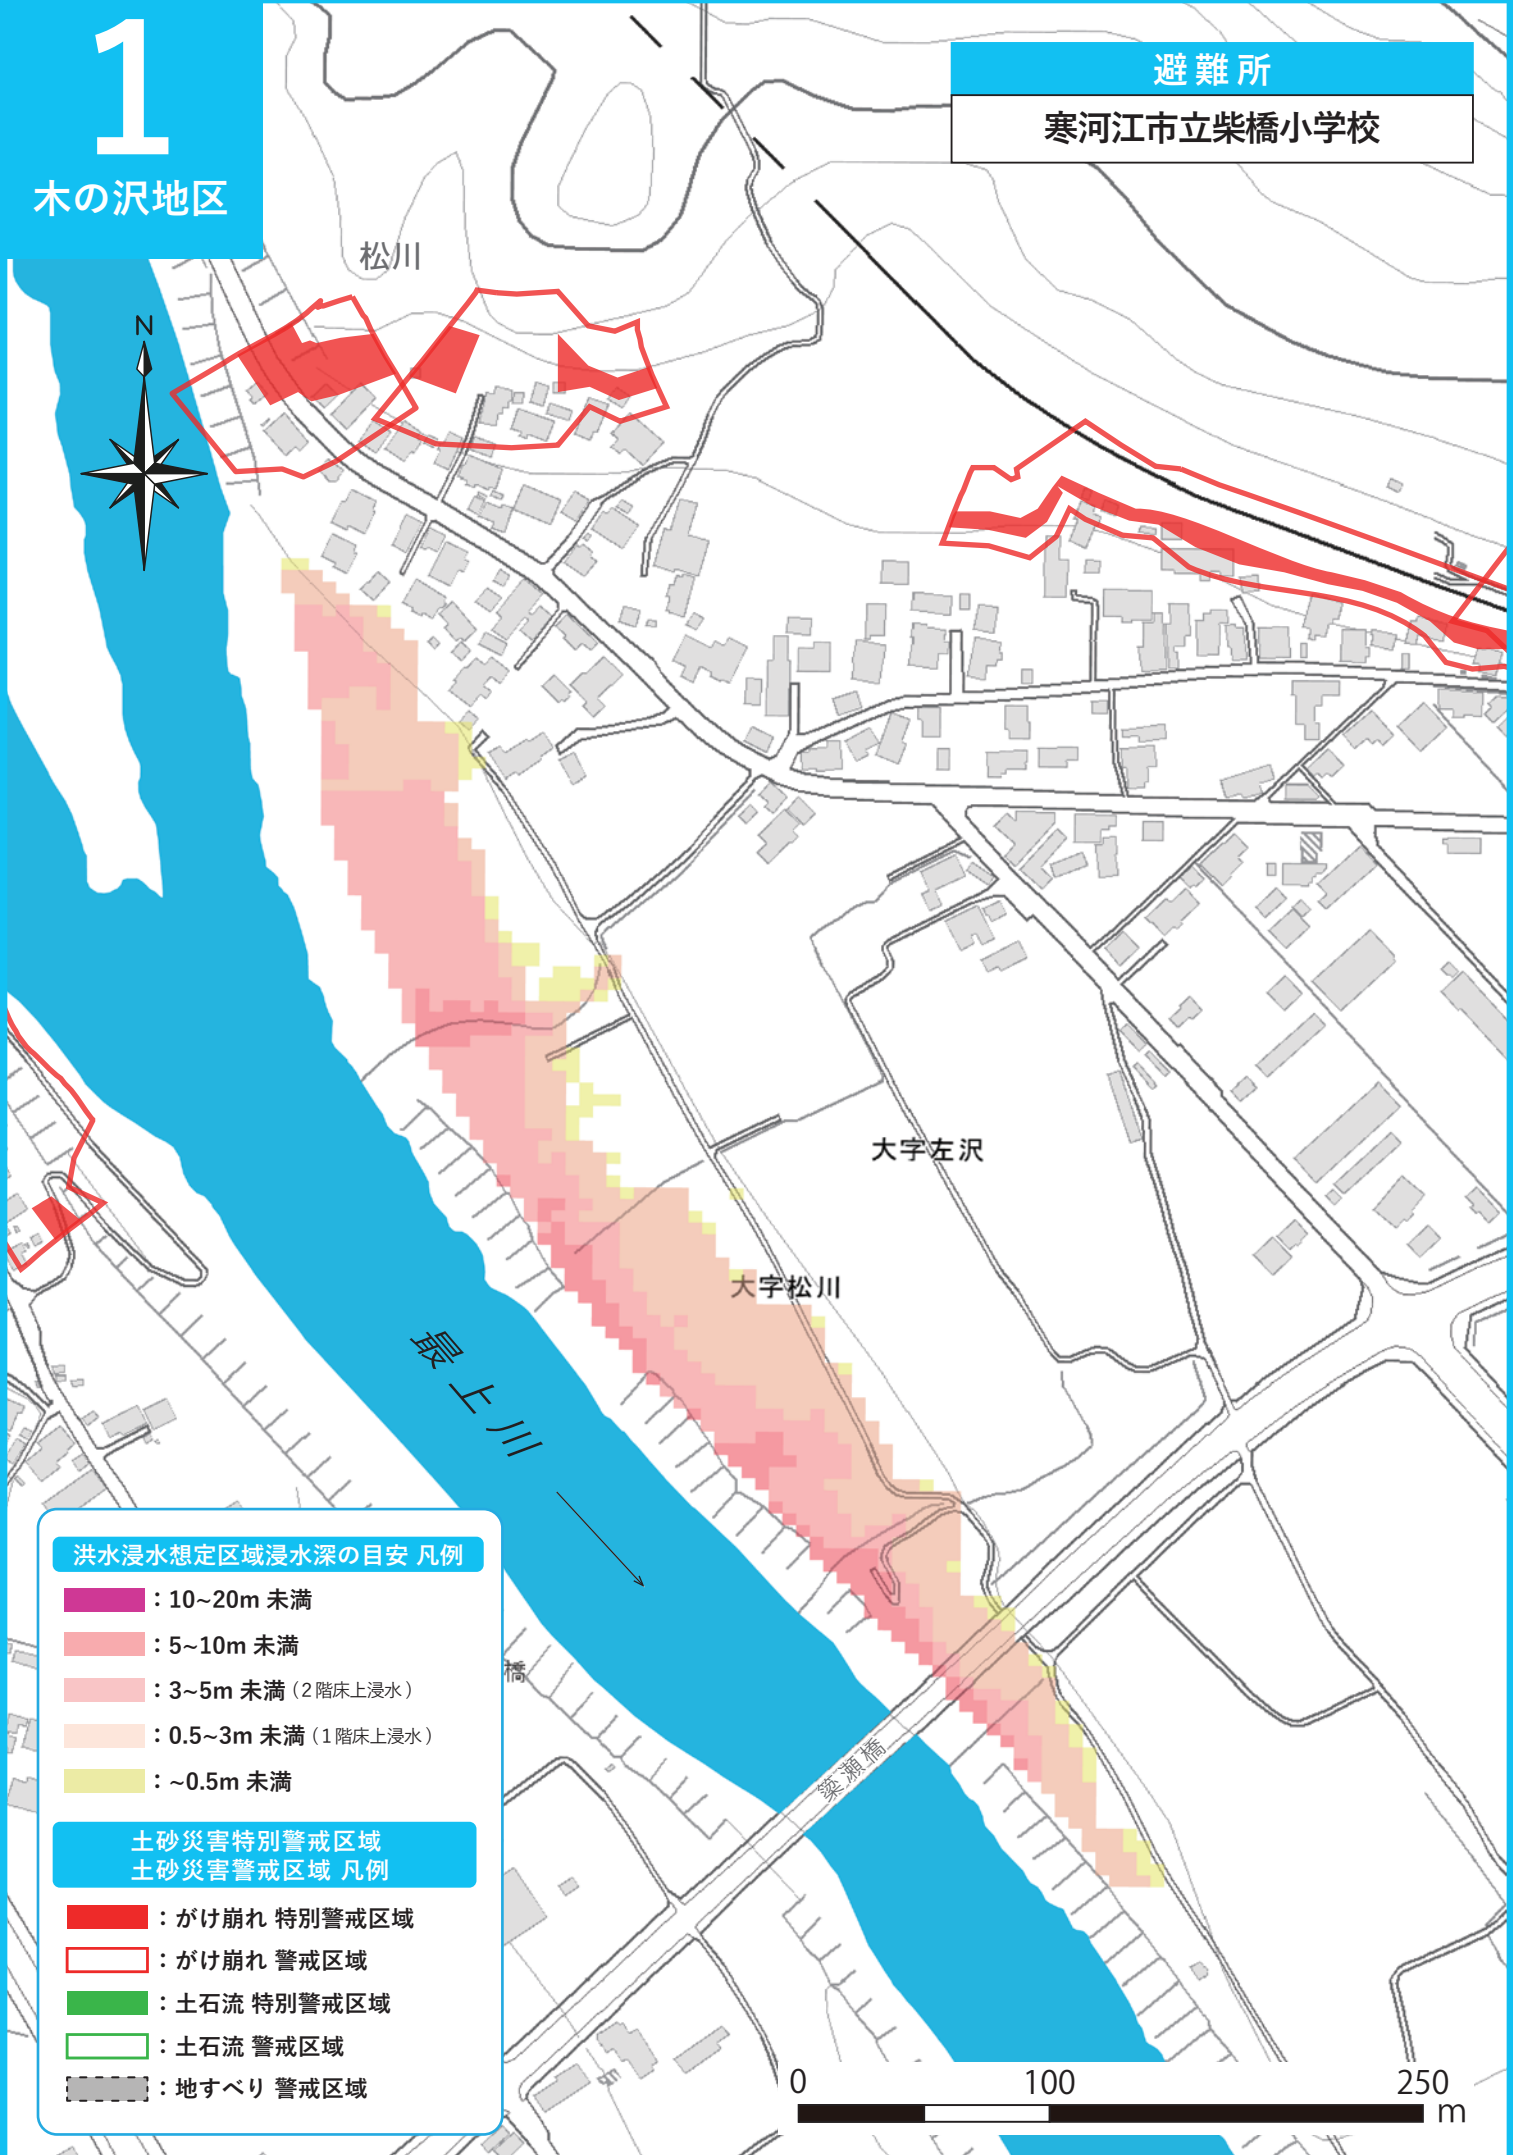 1
木の沢地区
避難所
寒河江市立柴橋小学校
松川
N
大字左沢
大字松川
最上川
橋
簗瀬橋
洪水浸水想定区域浸水深の目安 凡例
：10~20m 未満
：5~10m 未満
：3~5m 未満（2階床上浸水）
：0.5~3m 未満（1階床上浸水）
：~0.5m 未満
土砂災害特別警戒区域
土砂災害警戒区域 凡例
：がけ崩れ 特別警戒区域
：がけ崩れ 警戒区域
：土石流 特別警戒区域
：土石流 警戒区域
：地すべり 警戒区域
0 100 250
m